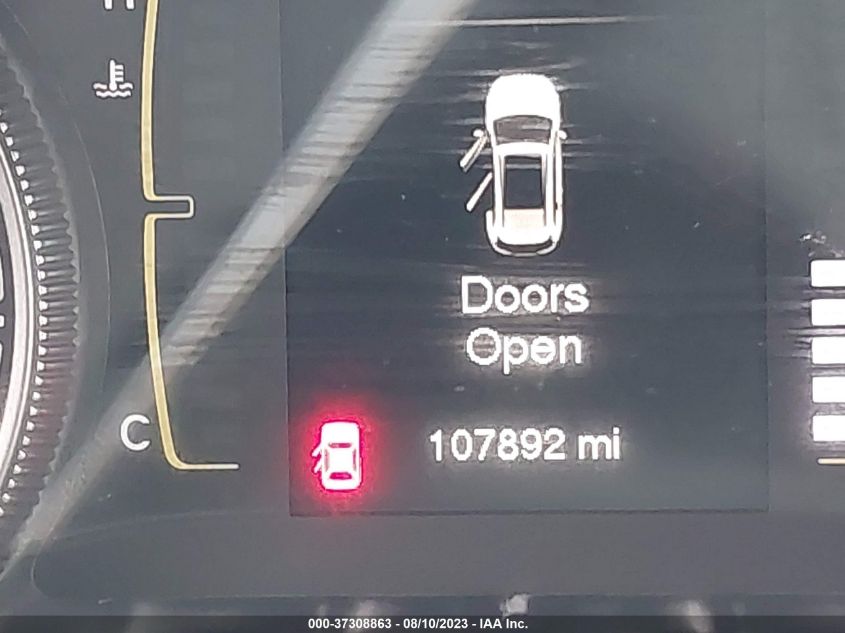 H
Doors
Open
C
107892 mi
000-37308863 - 08/10/2023 - IAA Inc.